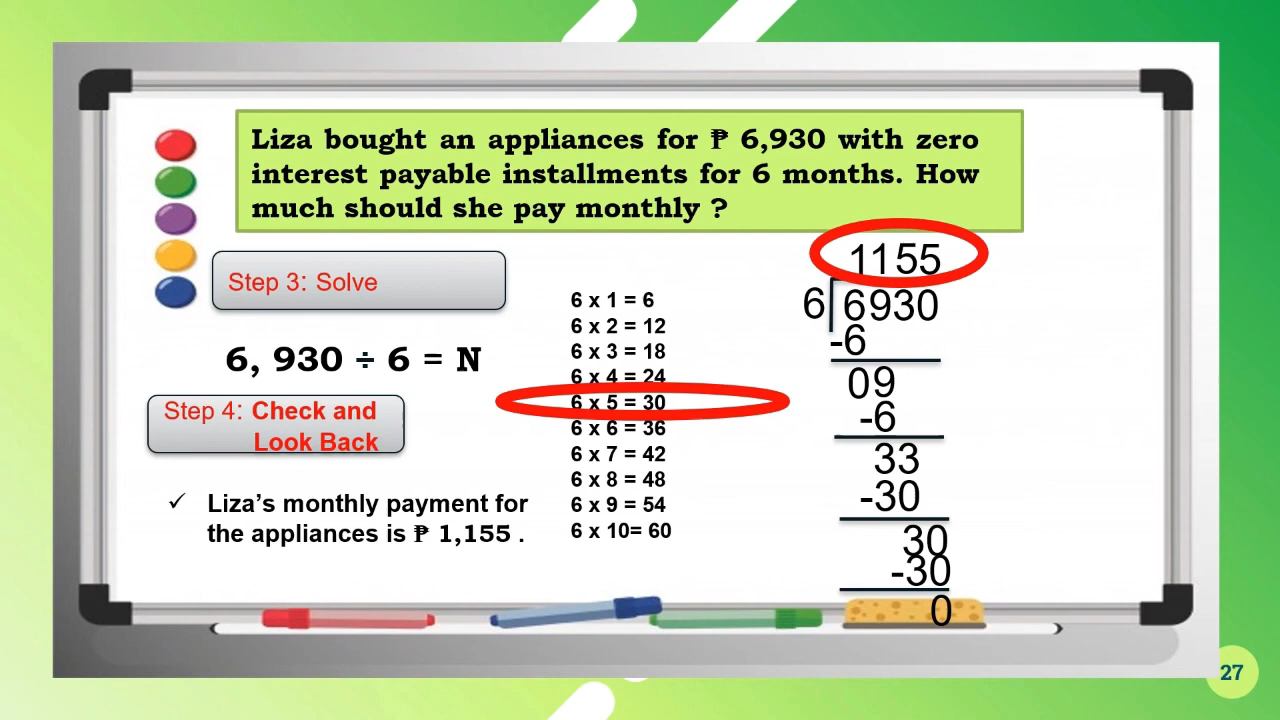 Liza bought an appliances for ₱ 6,930 with zero
interest payable installments for 6 months. How
much should she pay monthly ?
Step 3: Solve
6, 930 ÷ 6 = N
Step 4: Check and
Look Back
✓ Liza’s monthly payment for
the appliances is ₱ 1,155 .
6 x 1 = 6
6 x 2 = 12
6 x 3 = 18
6 x 4 = 24
6 x 5 = 30
6 x 6 = 36
6 x 7 = 42
6 x 8 = 48
6 x 9 = 54
6 x 10= 60
1155
6 6930
-6
09
-6
33
-30
30
-30
0
27